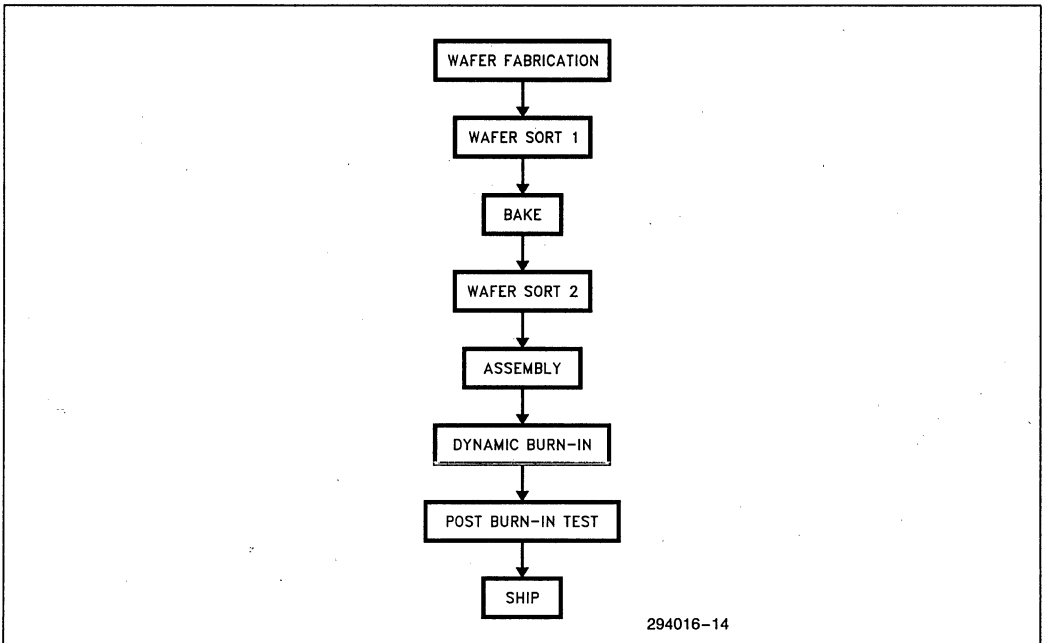 WAFER FABRICATION
WAFER SORT 1
BAKE
WAFER SORT 2
ASSEMBLY
DYNAMIC BURN-IN
POST BURN-IN TEST
SHIP
294016-14